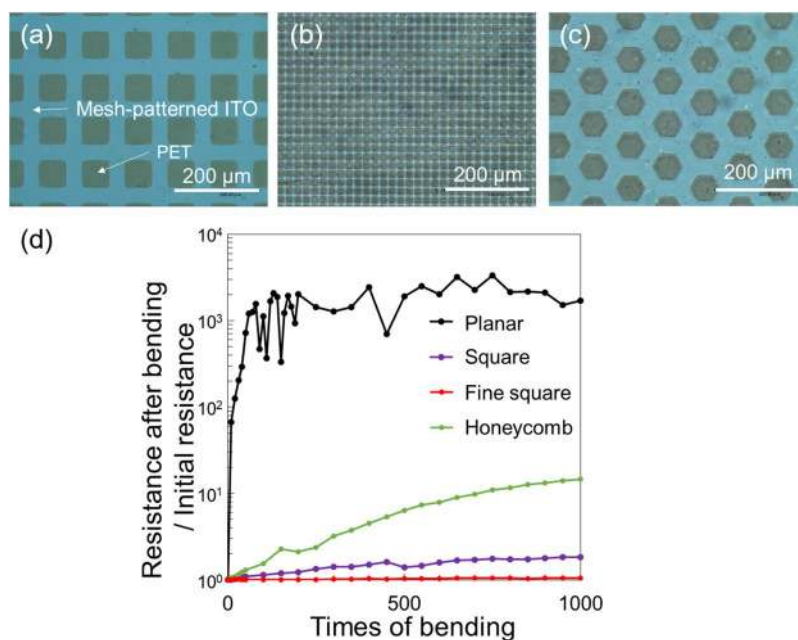 (a)
Mesh-patterned ITO
PET
200 µm
(b)
200 µm
(c)
200 µm
(d)
Resistance after bending
/ Initial resistance
10⁴
10³
10²
10¹
10⁰
Planar
Square
Fine square
Honeycomb
0
500
1000
Times of bending